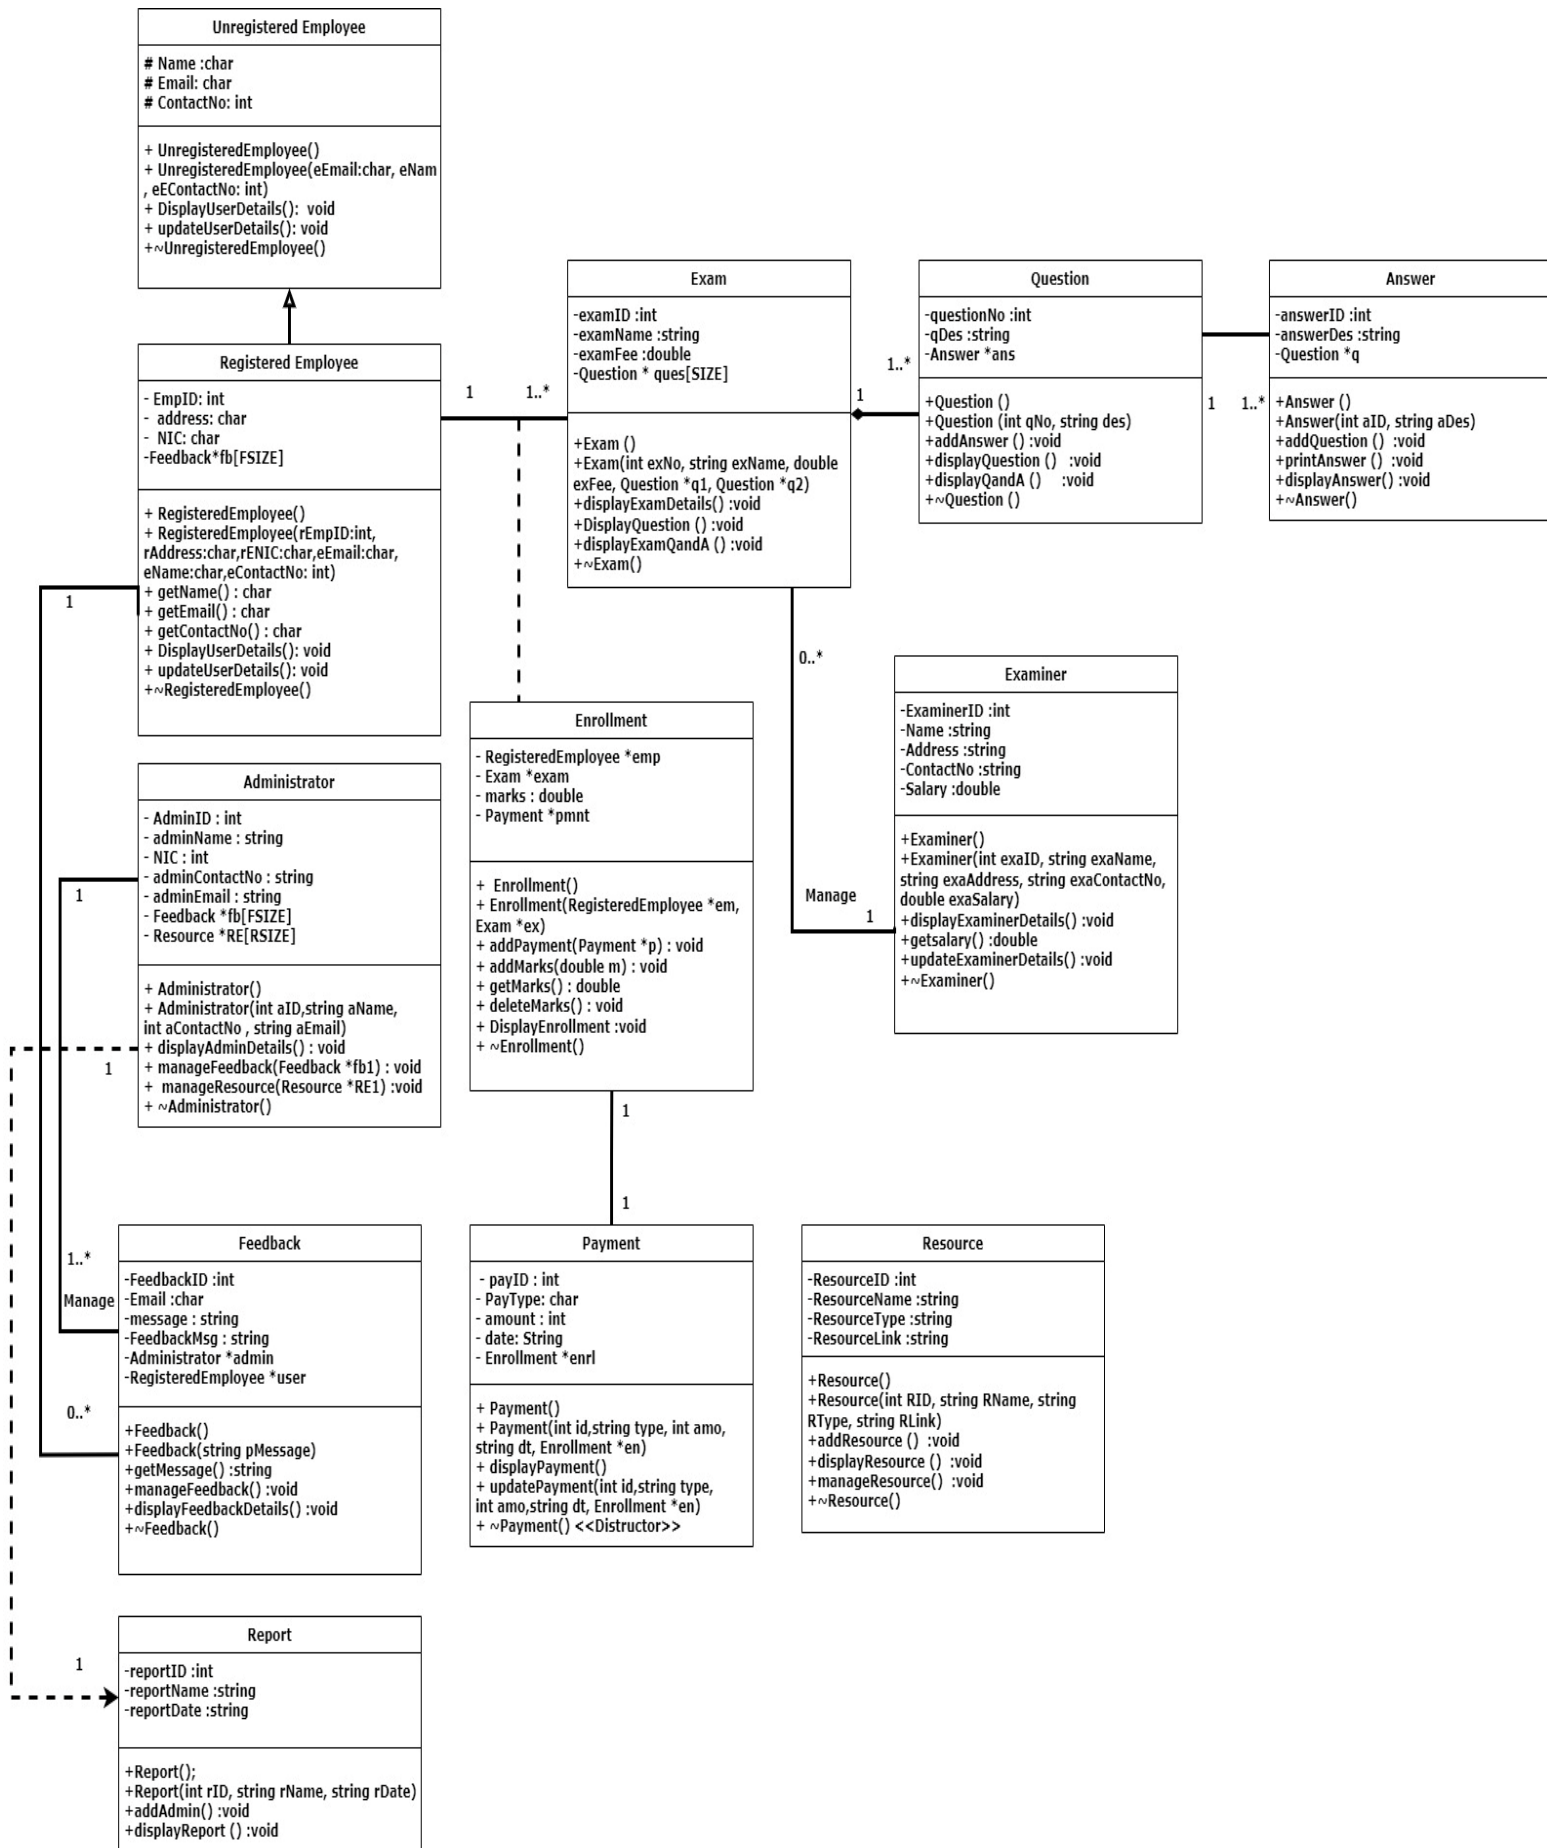 Unregistered Employee
# Name :char
# Email: char
# ContactNo: int
+ UnregisteredEmployee()
+ UnregisteredEmployee(eEmail:char, eNam
, eEContactNo: int)
+ DisplayUserDetails():  void
+ updateUserDetails(): void
+~UnregisteredEmployee()
Registered Employee
- EmpID: int
-  address: char
-  NIC: char
-Feedback*fb[FSIZE]
+ RegisteredEmployee()
+ RegisteredEmployee(rEmpID:int,
rAddress:char,rENIC:char,eEmail:char,
eName:char,eContactNo: int)
+ getName() : char
+ getEmail() : char
+ getContactNo() : char
+ DisplayUserDetails(): void
+ updateUserDetails(): void
+~RegisteredEmployee()
1
1..*
Exam
-examID :int
-examName :string
-examFee :double
-Question * ques[SIZE]
+Exam ()
+Exam(int exNo, string exName, double
exFee, Question *q1, Question *q2)
+displayExamDetails() :void
+DisplayQuestion () :void
+displayExamQandA () :void
+~Exam()
1..*
1
Question
-questionNo :int
-qDes :string
-Answer *ans
+Question ()
+Question (int qNo, string des)
+addAnswer () :void
+displayQuestion ()   :void
+displayQandA ()    :void
+~Question ()
1
1..*
Answer
-answerID :int
-answerDes :string
-Question *q
+Answer ()
+Answer(int aID, string aDes)
+addQuestion ()  :void
+printAnswer ()  :void
+displayAnswer() :void
+~Answer()
0..*
Manage
1
Examiner
-ExaminerID :int
-Name :string
-Address :string
-ContactNo :string
-Salary :double
+Examiner()
+Examiner(int exaID, string exaName,
string exaAddress, string exaContactNo,
double exaSalary)
+displayExaminerDetails() :void
+getsalary() :double
+updateExaminerDetails() :void
+~Examiner()
Enrollment
- RegisteredEmployee *emp
- Exam *exam
- marks : double
- Payment *pmnt
+  Enrollment()
+ Enrollment(RegisteredEmployee *em,
Exam *ex)
+ addPayment(Payment *p) : void
+ addMarks(double m) : void
+ getMarks() : double
+ deleteMarks() : void
+ DisplayEnrollment :void
+ ~Enrollment()
1
1
1
Administrator
- AdminID : int
- adminName : string
- NIC : int
- adminContactNo : string
- adminEmail : string
- Feedback *fb[FSIZE]
- Resource *RE[RSIZE]
+ Administrator()
+ Administrator(int aID,string aName,
int aContactNo , string aEmail)
+ displayAdminDetails() : void
+ manageFeedback(Feedback *fb1) : void
+  manageResource(Resource *RE1) :void
+ ~Administrator()
1
1
1..*
Manage
0..*
Feedback
-FeedbackID :int
-Email :char
-message : string
-FeedbackMsg : string
-Administrator *admin
-RegisteredEmployee *user
+Feedback()
+Feedback(string pMessage)
+getMessage() :string
+manageFeedback() :void
+displayFeedbackDetails() :void
+~Feedback()
Payment
- payID : int
- PayType: char
- amount : int
- date: String
- Enrollment *enrl
+ Payment()
+ Payment(int id,string type, int amo,
string dt, Enrollment *en)
+ displayPayment()
+ updatePayment(int id,string type,
int amo,string dt, Enrollment *en)
+ ~Payment() <<Distructor>>
Resource
-ResourceID :int
-ResourceName :string
-ResourceType :string
-ResourceLink :string
+Resource()
+Resource(int RID, string RName, string
RType, string RLink)
+addResource ()  :void
+displayResource ()  :void
+manageResource()  :void
+~Resource()
1
Report
-reportID :int
-reportName :string
-reportDate :string
+Report();
+Report(int rID, string rName, string rDate)
+addAdmin() :void
+displayReport () :void